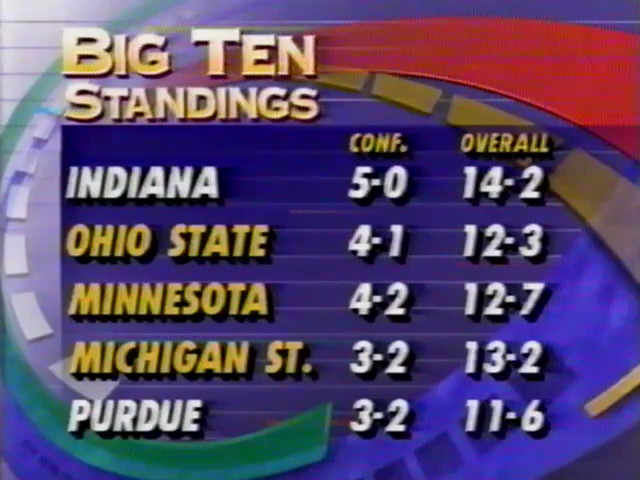 BIG TEN
STANDINGS
CONF. OVERALL
INDIANA 5-0 14-2
OHIO STATE 4-1 12-3
MINNESOTA 4-2 12-7
MICHIGAN ST. 3-2 13-2
PURDUE 3-2 11-6